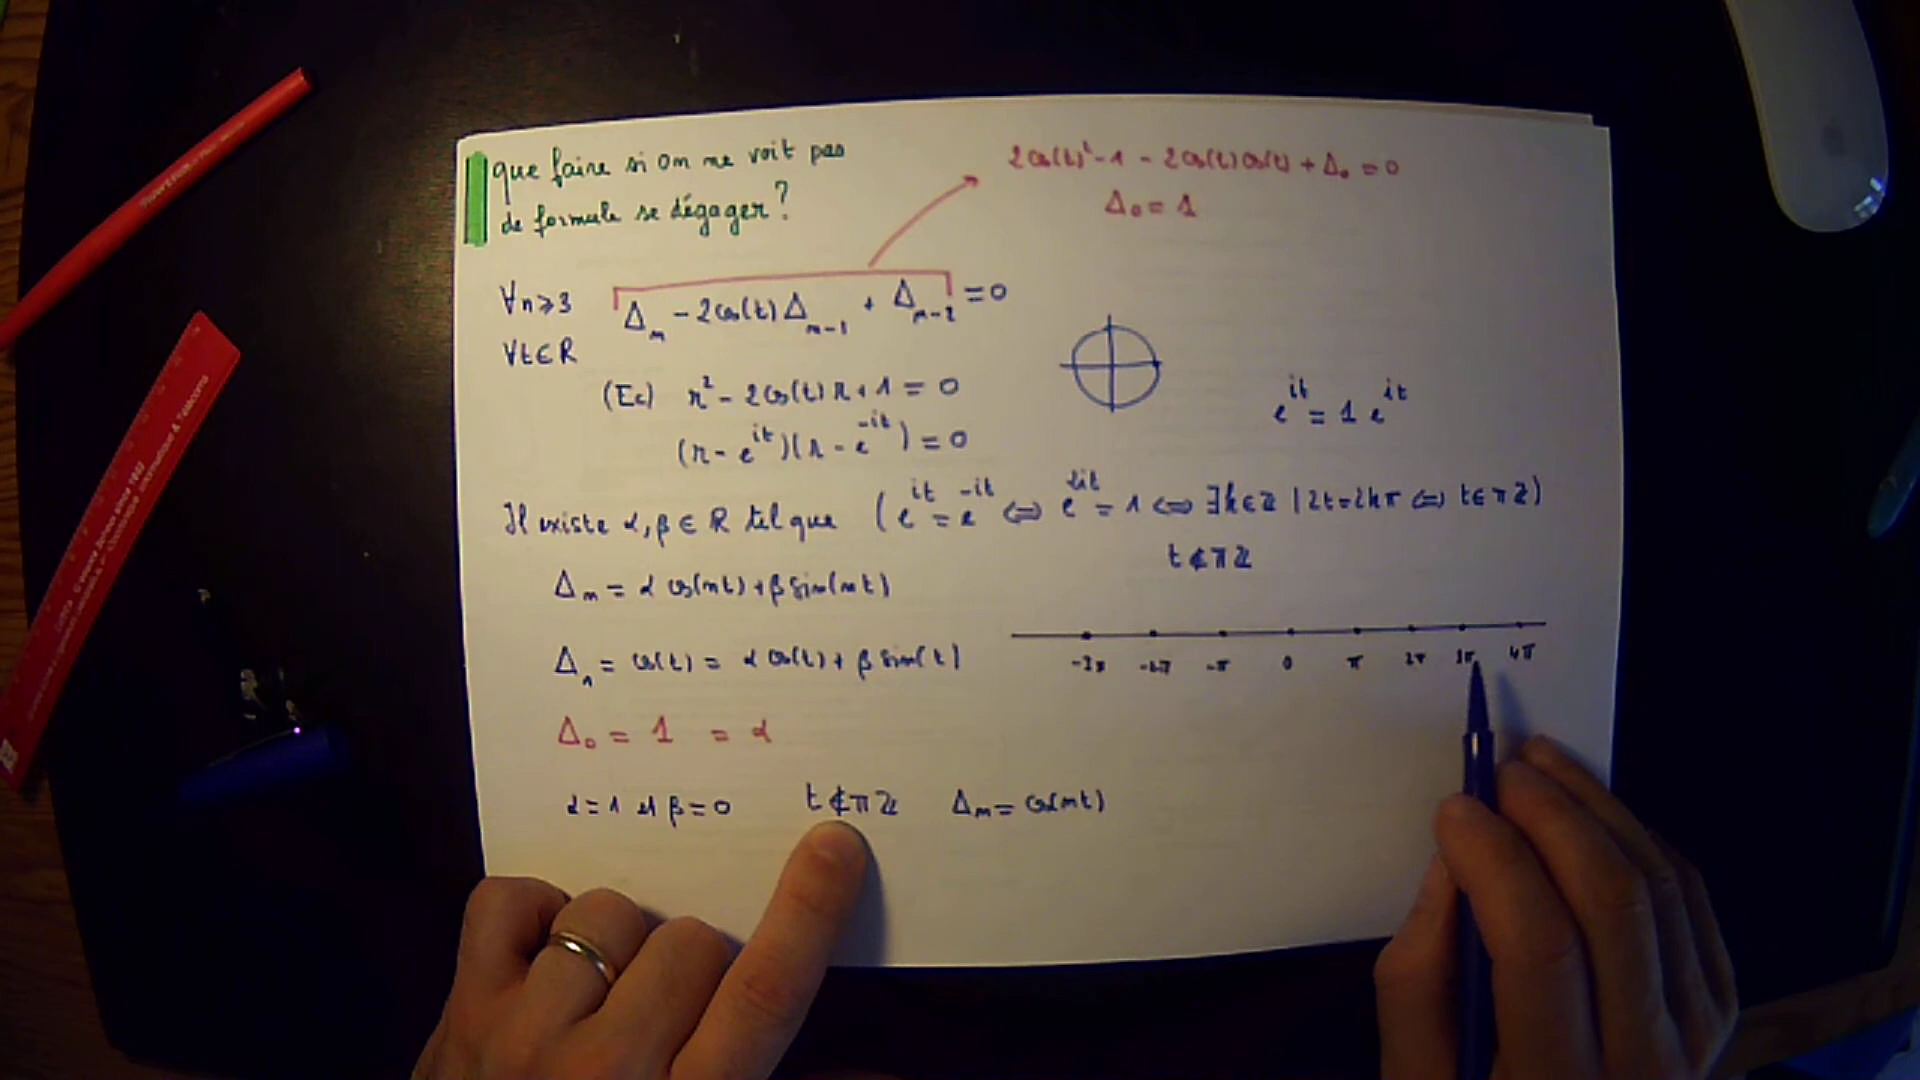 que faire si on ne voit pas
de formule se dégager ?
2cos(t)² - 1 - 2cos(t)cos(t) + Δ₀ = 0
Δ₀ = 1
∀n⩾3 Δₙ - 2cos(t) Δₙ₋₁ + Δₙ₋₂ = 0
∀t∈R
(Ec) r² - 2cos(t) r + 1 = 0
(r - e^{it})(r - e^{-it}) = 0
e^{it} = 1 e^{it}
Il existe α, β ∈ R tel que (e^{it} = e^{-it} ⇔ e^{2it} = 1 ⇔ ∃k∈Z | 2t=2kπ ⇔ t∈πZ)
t ∉ πZ
Δₙ = α cos(nt) + β sin(nt)
Δ₁ = cos(t) = α cos(t) + β sin(t)
-3π -2π -π 0 π 2π 3π 4π
Δ₀ = 1 = α
α = 1 et β = 0 t ∉ πZ Δₙ = cos(nt)